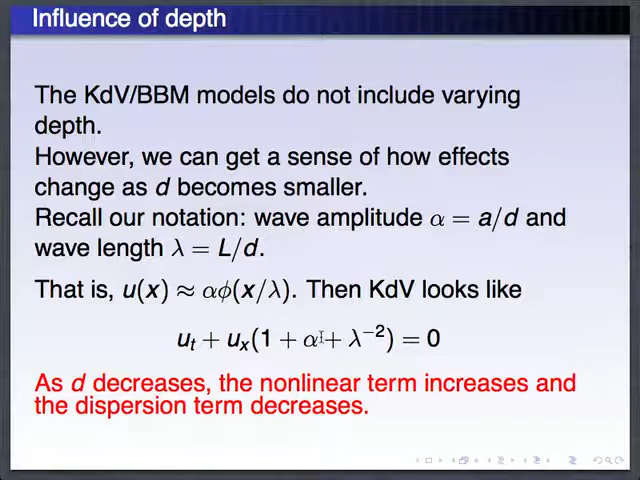 Influence of depth
The KdV/BBM models do not include varying
depth.
However, we can get a sense of how effects
change as d becomes smaller.
Recall our notation: wave amplitude α = a/d and
wave length λ = L/d.
That is, u(x) ≈ αϕ(x/λ). Then KdV looks like
uₜ + uₓ(1 + α + λ⁻²) = 0
As d decreases, the nonlinear term increases and
the dispersion term decreases.